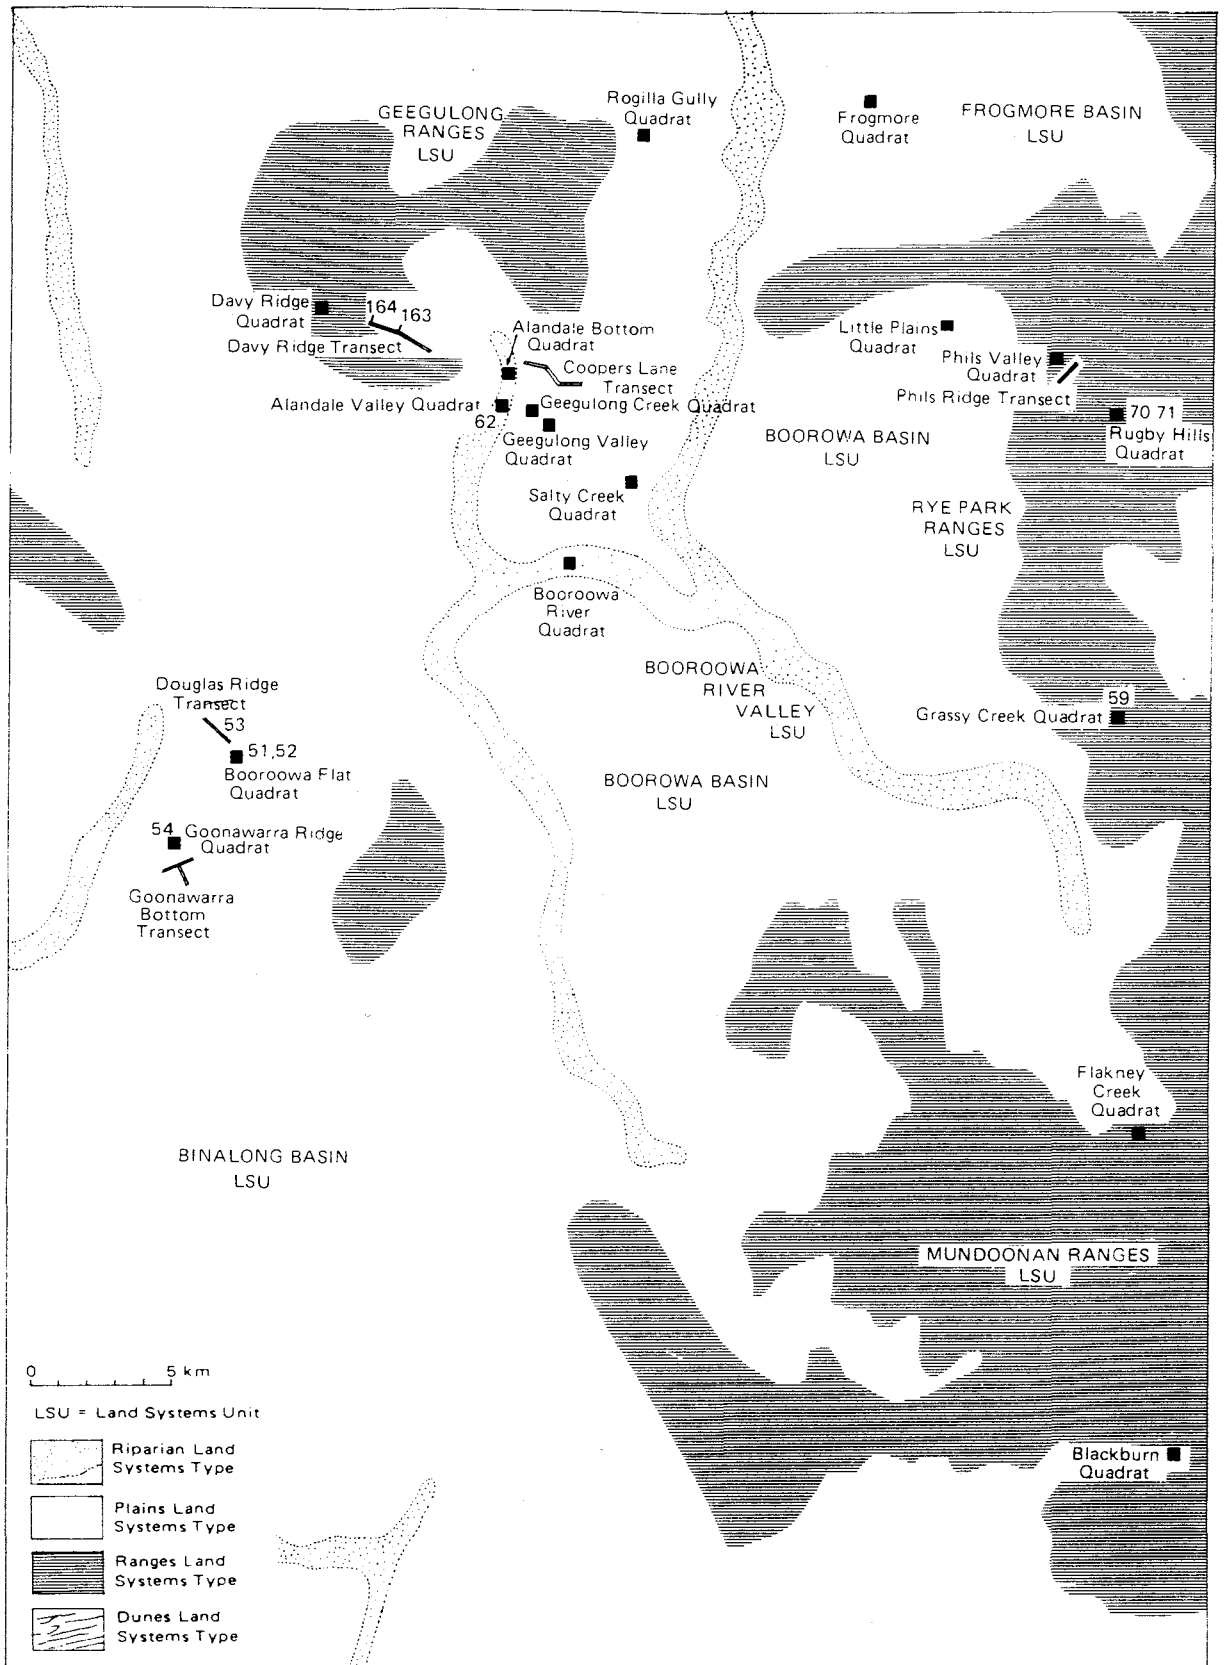 GEEGULONG
RANGES
LSU
Rogilla Gully
Quadrat
Frogmore
Quadrat
FROGMORE BASIN
LSU
Davy Ridge
Quadrat
164
163
Davy Ridge Transect
Alandale Bottom
Quadrat
Coopers Lane
Transect
Little Plains
Quadrat
Phils Valley
Quadrat
Phils Ridge Transect
Alandale Valley Quadrat
62
Geegulong Creek Quadrat
Geegulong Valley
Quadrat
70 71
Rugby Hills
Quadrat
BOOROWA BASIN
LSU
Salty Creek
Quadrat
RYE PARK
RANGES
LSU
Booroowa
River
Quadrat
BOOROOWA
RIVER
VALLEY
LSU
Douglas Ridge
Transect
53
51,52
Booroowa Flat
Quadrat
59
Grassy Creek Quadrat
BOOROWA BASIN
LSU
54
Goonawarra Ridge
Quadrat
Goonawarra
Bottom
Transect
Flakney
Creek
Quadrat
BINALONG BASIN
LSU
MUNDOONAN RANGES
LSU
Blackburn
Quadrat
0 5 km
LSU = Land Systems Unit
Riparian Land
Systems Type
Plains Land
Systems Type
Ranges Land
Systems Type
Dunes Land
Systems Type